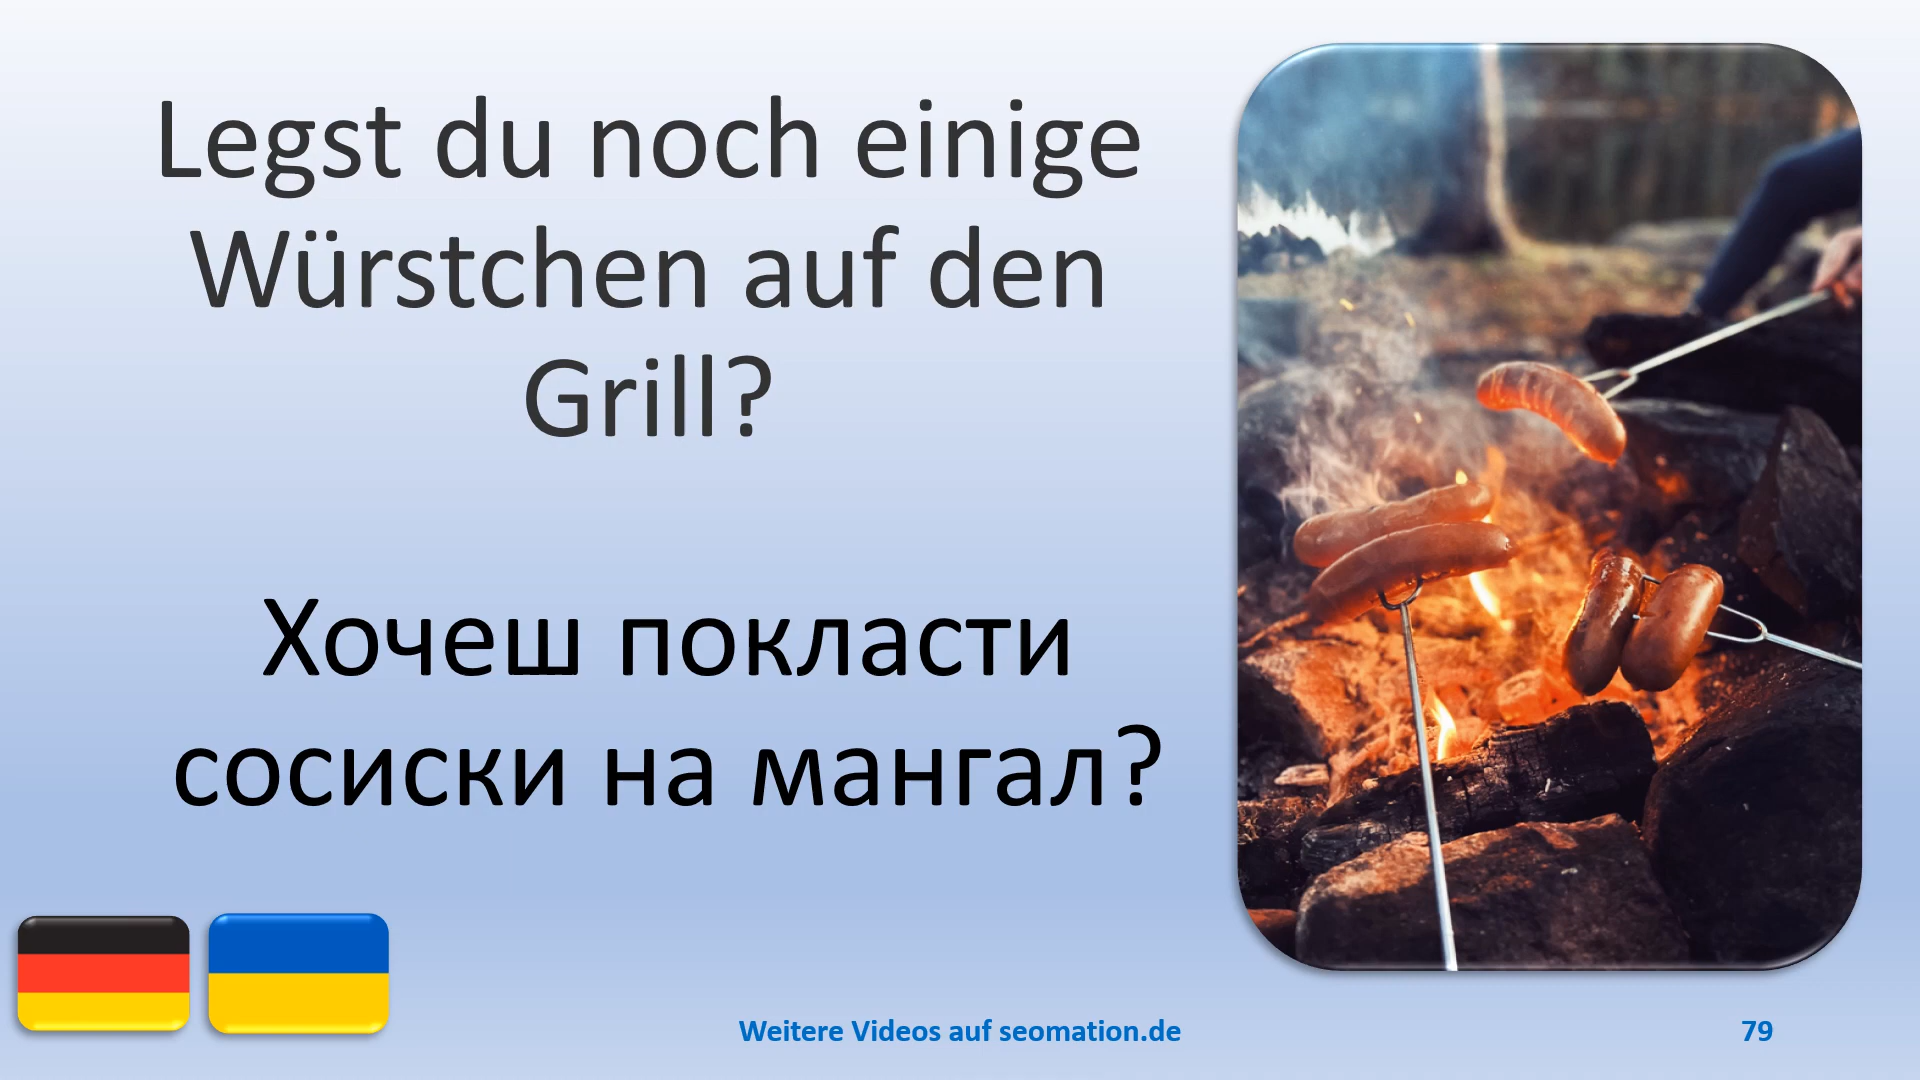 Legst du noch einige
Würstchen auf den
Grill?
Хочеш покласти
сосиски на мангал?
Weitere Videos auf seomation.de
79